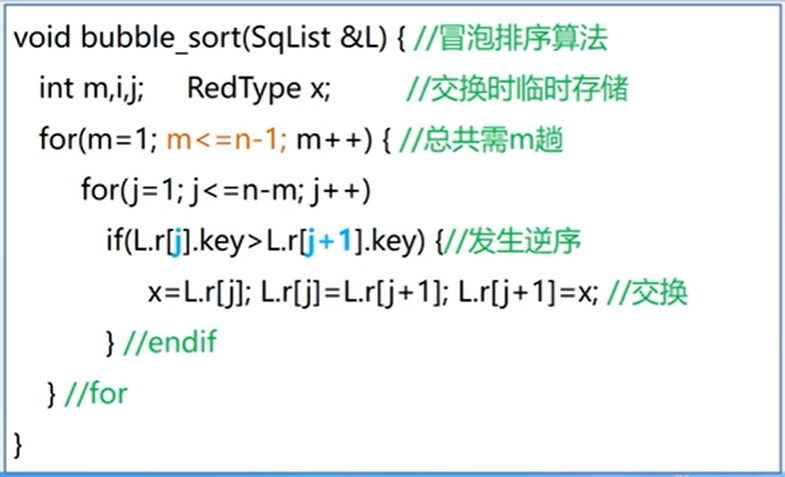 void bubble_sort(SqList &L) { //冒泡排序算法
int m,i,j; RedType x; //交换时临时存储
for(m=1; m<=n-1; m++) { //总共需m趟
for(j=1; j<=n-m; j++)
if(L.r[j].key>L.r[j+1].key) {//发生逆序
x=L.r[j]; L.r[j]=L.r[j+1]; L.r[j+1]=x; //交换
} //endif
} //for
}